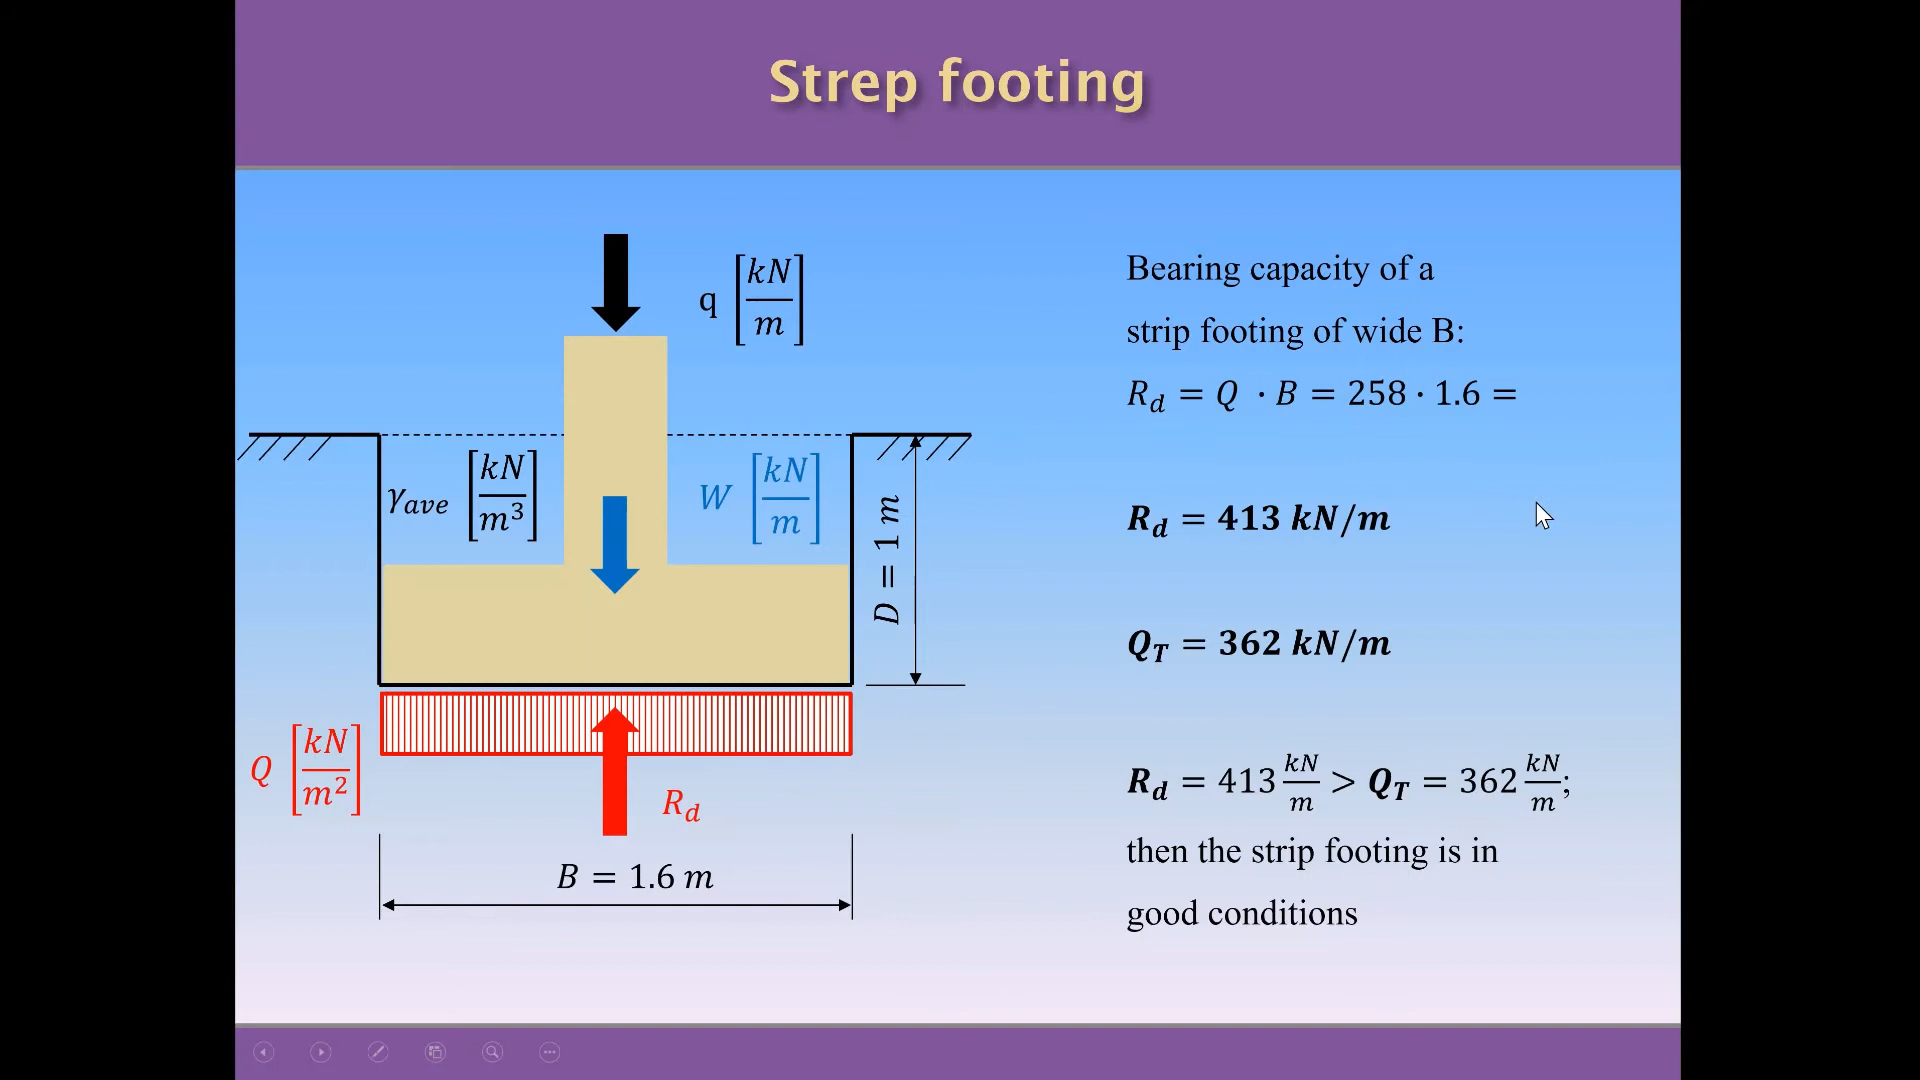 Strep footing
q [kN/m]
γ_ave [kN/m³]
W [kN/m]
D = 1 m
Q [kN/m²]
R_d
B = 1.6 m
Bearing capacity of a
strip footing of wide B:
R_d = Q · B = 258 · 1.6 =
R_d = 413 kN/m
Q_T = 362 kN/m
R_d = 413 kN/m > Q_T = 362 kN/m;
then the strip footing is in
good conditions